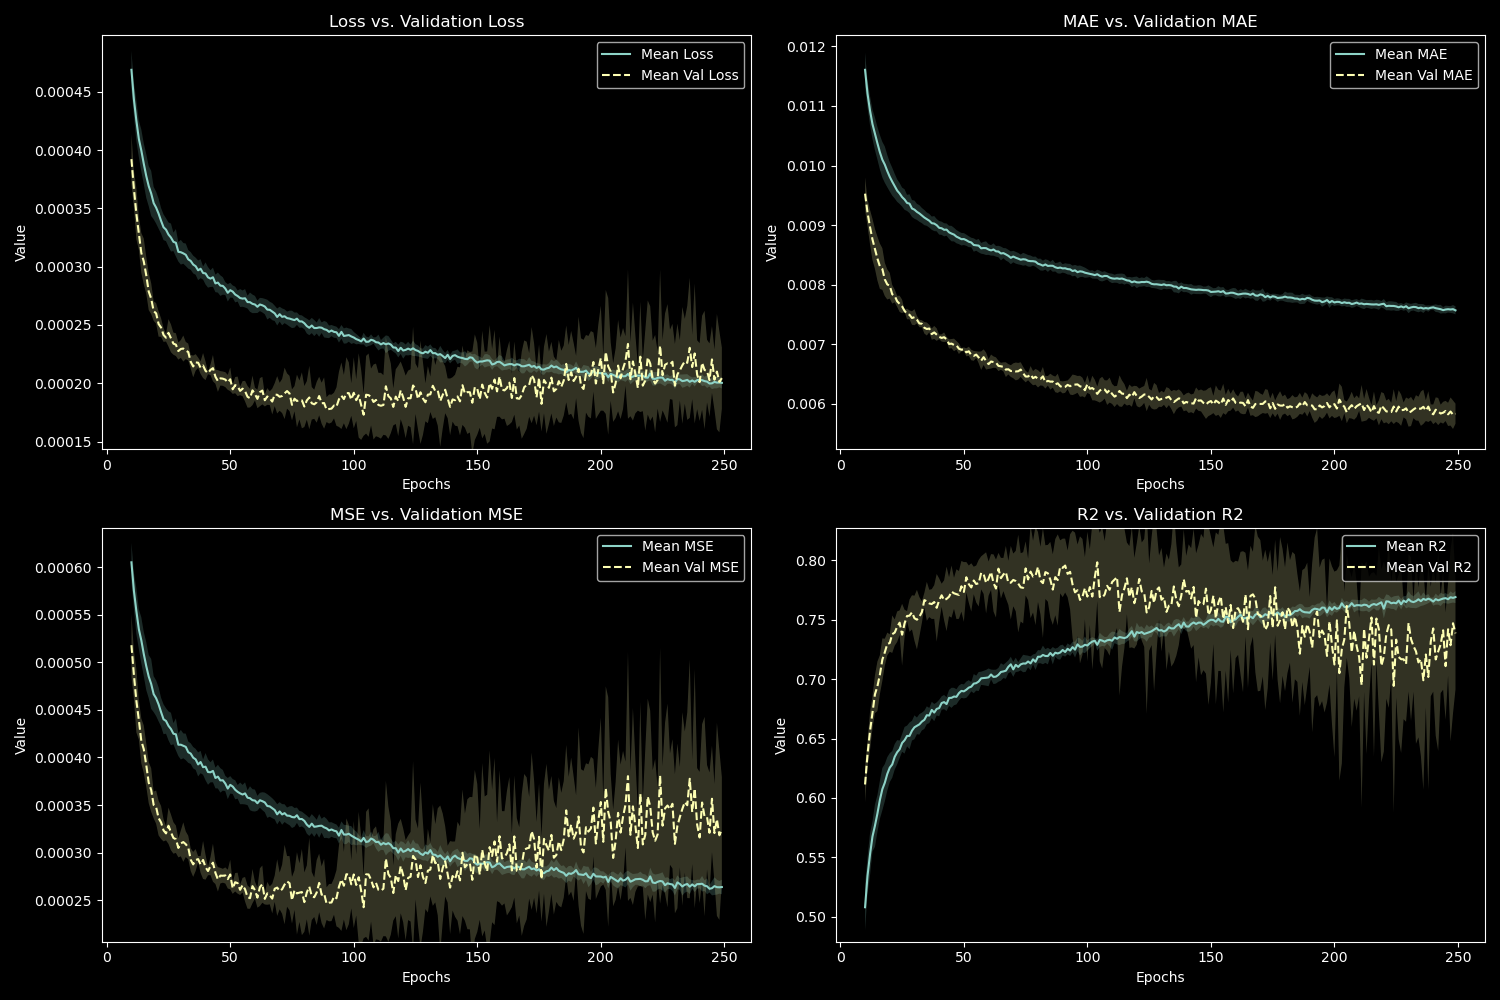 Loss vs. Validation Loss
Mean Loss
Mean Val Loss
0.00045
0.00040
0.00035
0.00030
0.00025
0.00020
0.00015
Value
0 50 100 150 200 250
Epochs
MAE vs. Validation MAE
Mean MAE
Mean Val MAE
0.012
0.011
0.010
0.009
0.008
0.007
0.006
Value
0 50 100 150 200 250
Epochs
MSE vs. Validation MSE
Mean MSE
Mean Val MSE
0.00060
0.00055
0.00050
0.00045
0.00040
0.00035
0.00030
0.00025
Value
0 50 100 150 200 250
Epochs
R2 vs. Validation R2
Mean R2
Mean Val R2
0.80
0.75
0.70
0.65
0.60
0.55
0.50
Value
0 50 100 150 200 250
Epochs